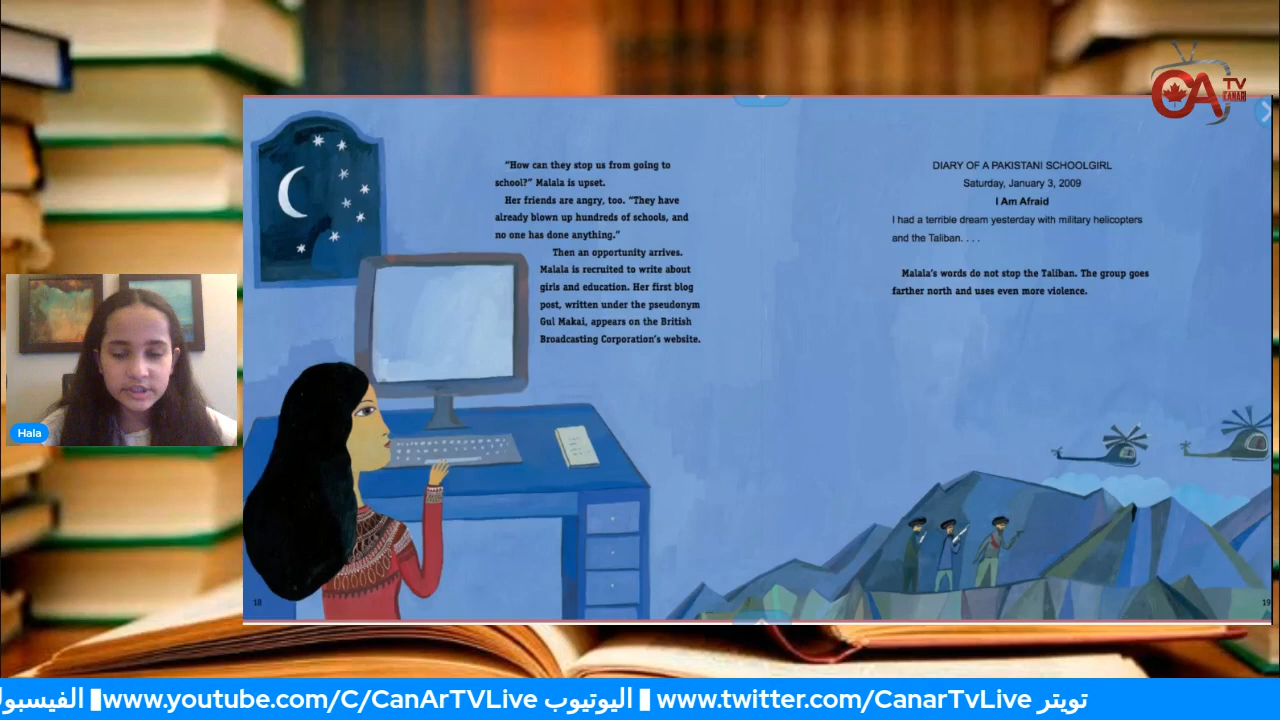 CA TV
CANAR
"How can they stop us from going to
school?" Malala is upset.
Her friends are angry, too. "They have
already blown up hundreds of schools, and
no one has done anything."
Then an opportunity arrives.
Malala is recruited to write about
girls and education. Her first blog
post, written under the pseudonym
Gul Makai, appears on the British
Broadcasting Corporation's website.
18
DIARY OF A PAKISTANI SCHOOLGIRL
Saturday, January 3, 2009
I Am Afraid
I had a terrible dream yesterday with military helicopters
and the Taliban. . . .
Malala's words do not stop the Taliban. The group goes
farther north and uses even more violence.
19
Hala
الفيسبو www.youtube.com/C/CanArTVLive اليوتيوب www.twitter.com/CanarTvLive تويتر